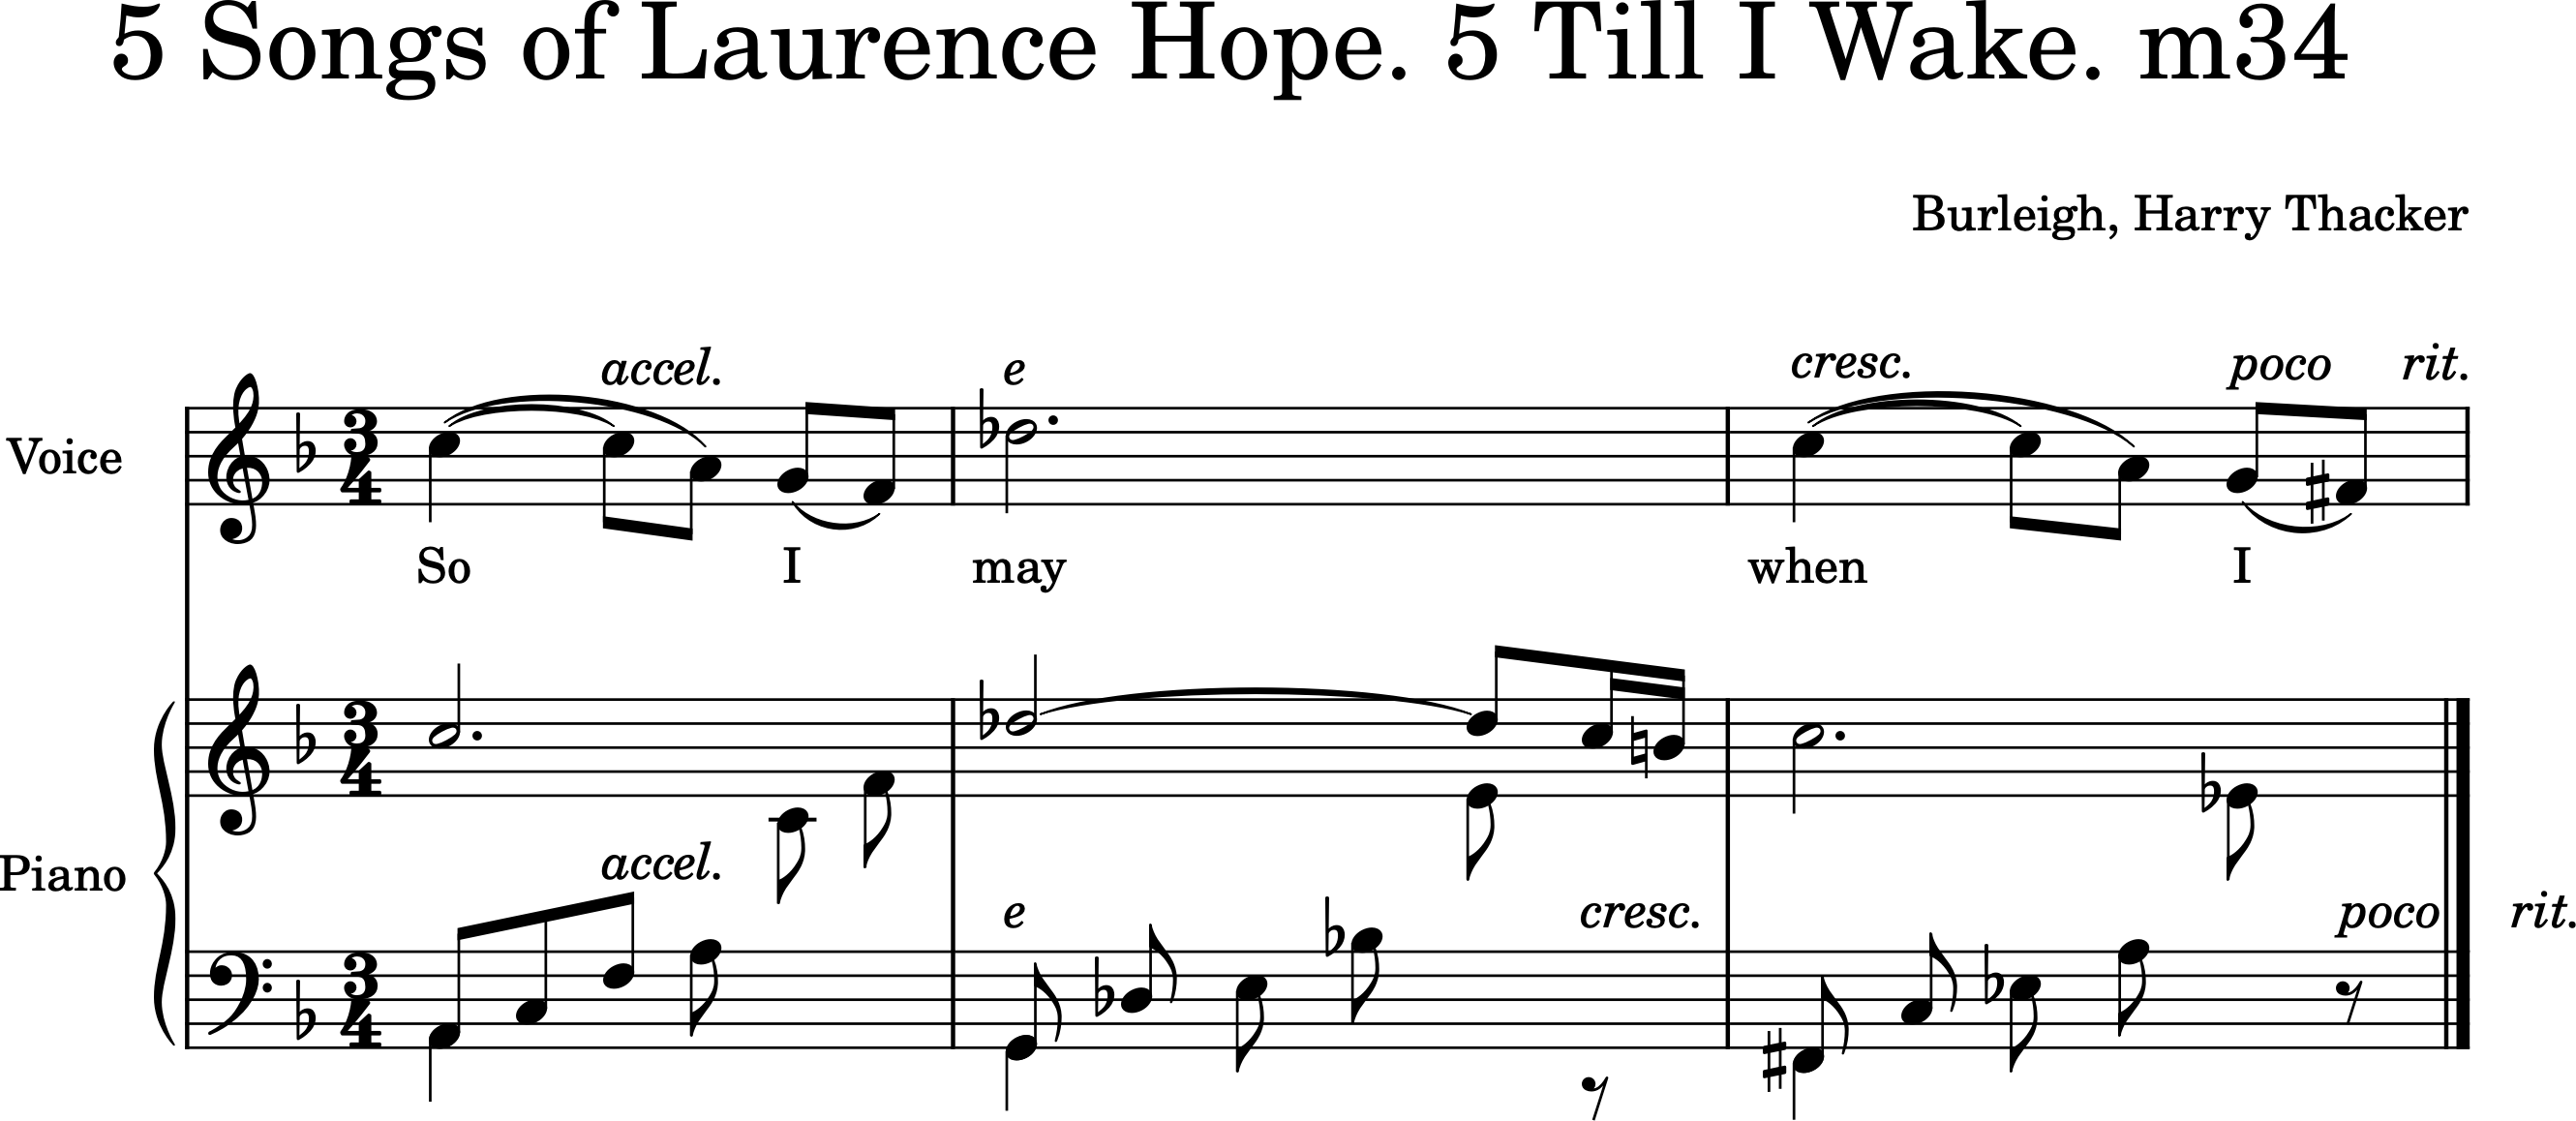 5 Songs of Laurence Hope. 5 Till I Wake. m34
Burleigh, Harry Thacker
accel. e cresc. poco rit.
Voice
So I may when I
accel.
Piano
e cresc. poco rit.